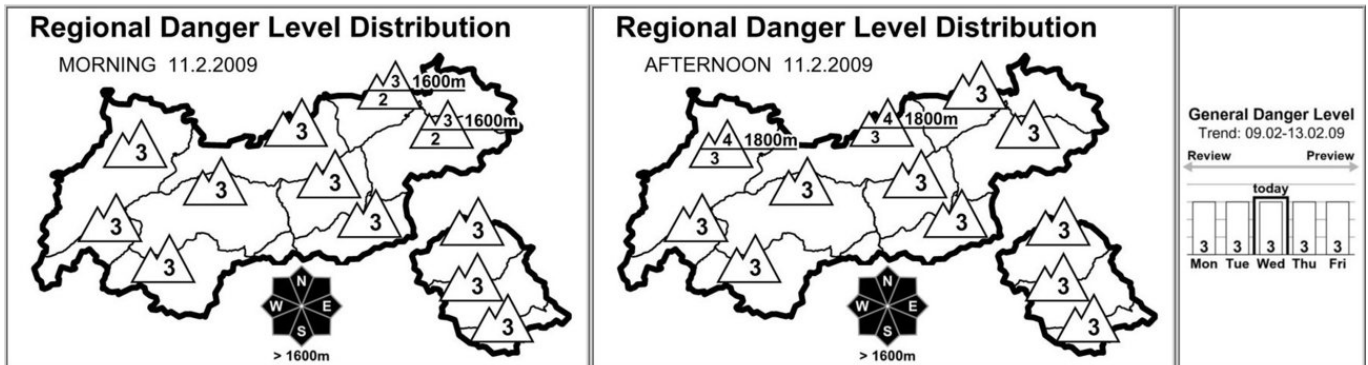 Regional Danger Level Distribution
MORNING 11.2.2009
3 1600m
2
3
3 1600m
2
3
3
3
3
3
3
3
3
3
N
W E
S
> 1600m
Regional Danger Level Distribution
AFTERNOON 11.2.2009
3
4 1800m
3
3
4 1800m
3
3
3
3
3
3
3
3
3
N
W E
S
> 1600m
General Danger Level
Trend: 09.02-13.02.09
Review Preview
today
3 3 3 3 3
Mon Tue Wed Thu Fri